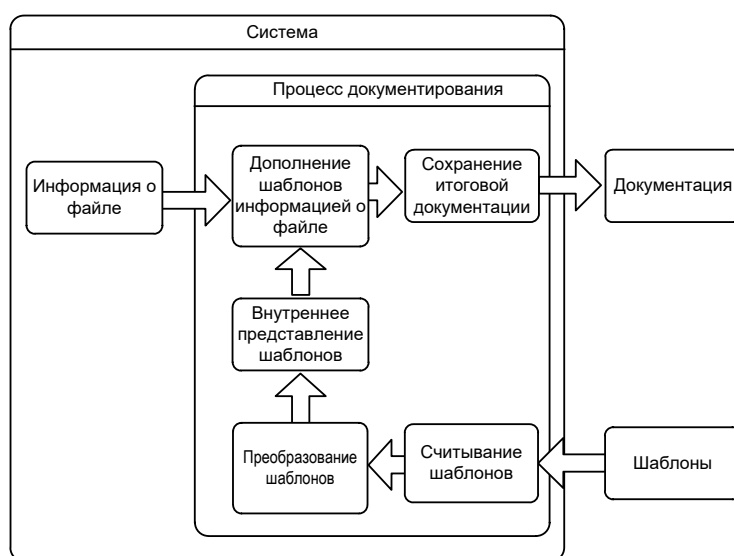 Система
Процесс документирования
Информация о
файле
Дополнение
шаблонов
информацией о
файле
Сохранение
итоговой
документации
Документация
Внутреннее
представление
шаблонов
Преобразование
шаблонов
Считывание
шаблонов
Шаблоны